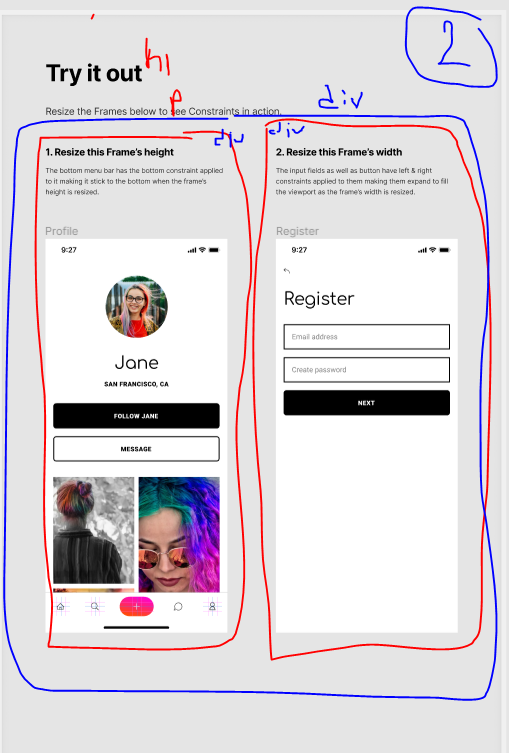 2
Try it out h1
p
Resize the Frames below to see Constraints in action.
div
div div
1. Resize this Frame's height
The bottom menu bar has the bottom constraint applied
to it making it stick to the bottom when the frame's
height is resized.
2. Resize this Frame's width
The input fields as well as button have left & right
constraints applied to them making them expand to fill
the viewport as the frame's width is resized.
Profile
9:27
Jane
SAN FRANCISCO, CA
FOLLOW JANE
MESSAGE
Register
9:27
Register
Email address
Create password
NEXT